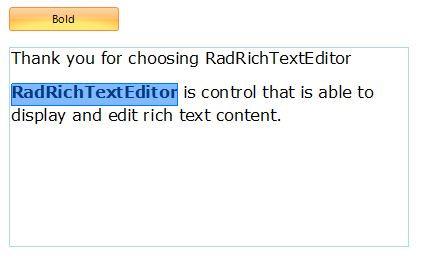 Bold
Thank you for choosing RadRichTextEditor
RadRichTextEditor is control that is able to
display and edit rich text content.